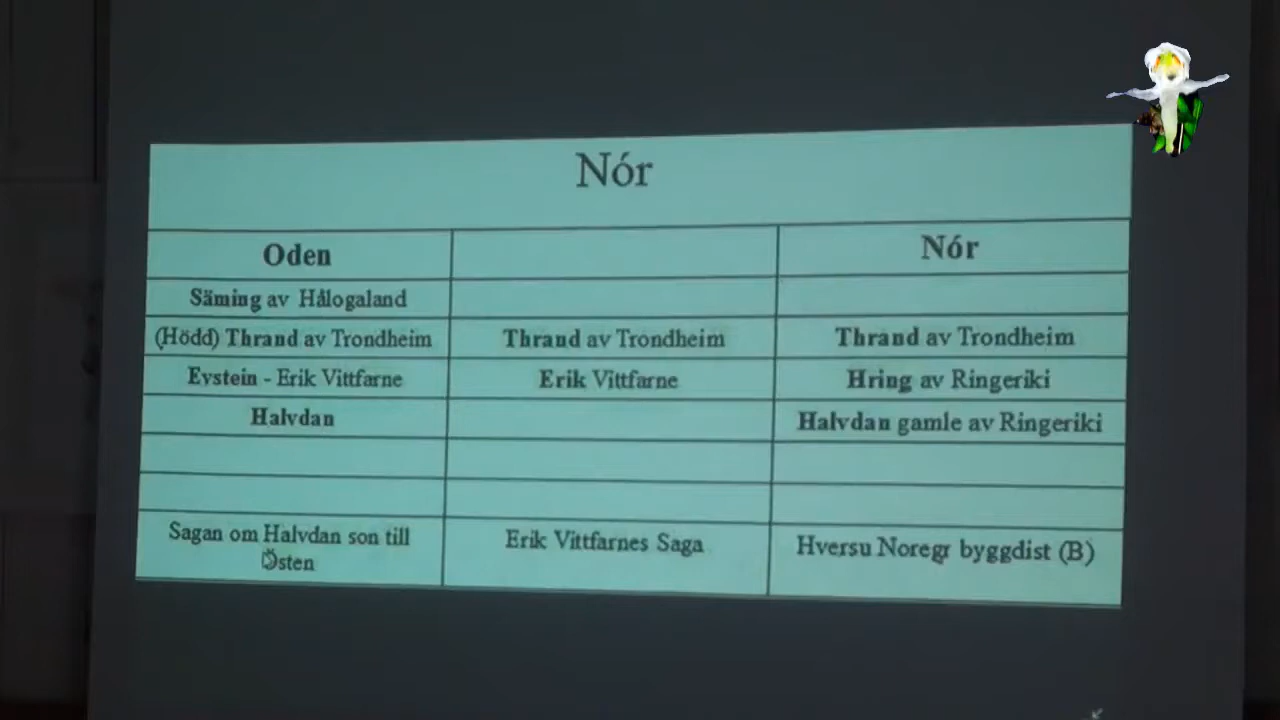 Nór
Oden
Nór
Säming av Hålogaland
(Hödd) Thrand av Trondheim
Thrand av Trondheim
Thrand av Trondheim
Eystein - Erik Vittfarne
Erik Vittfarne
Hring av Ringeriki
Halvdan
Halvdan gamle av Ringeriki
Sagan om Halvdan son till
Östen
Erik Vittfarnes Saga
Hversu Noregr byggdist (B)